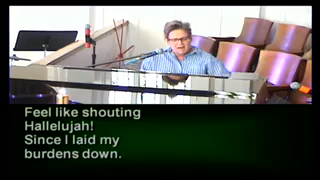 Feel like shouting
Hallelujah!
Since I laid my
burdens down.